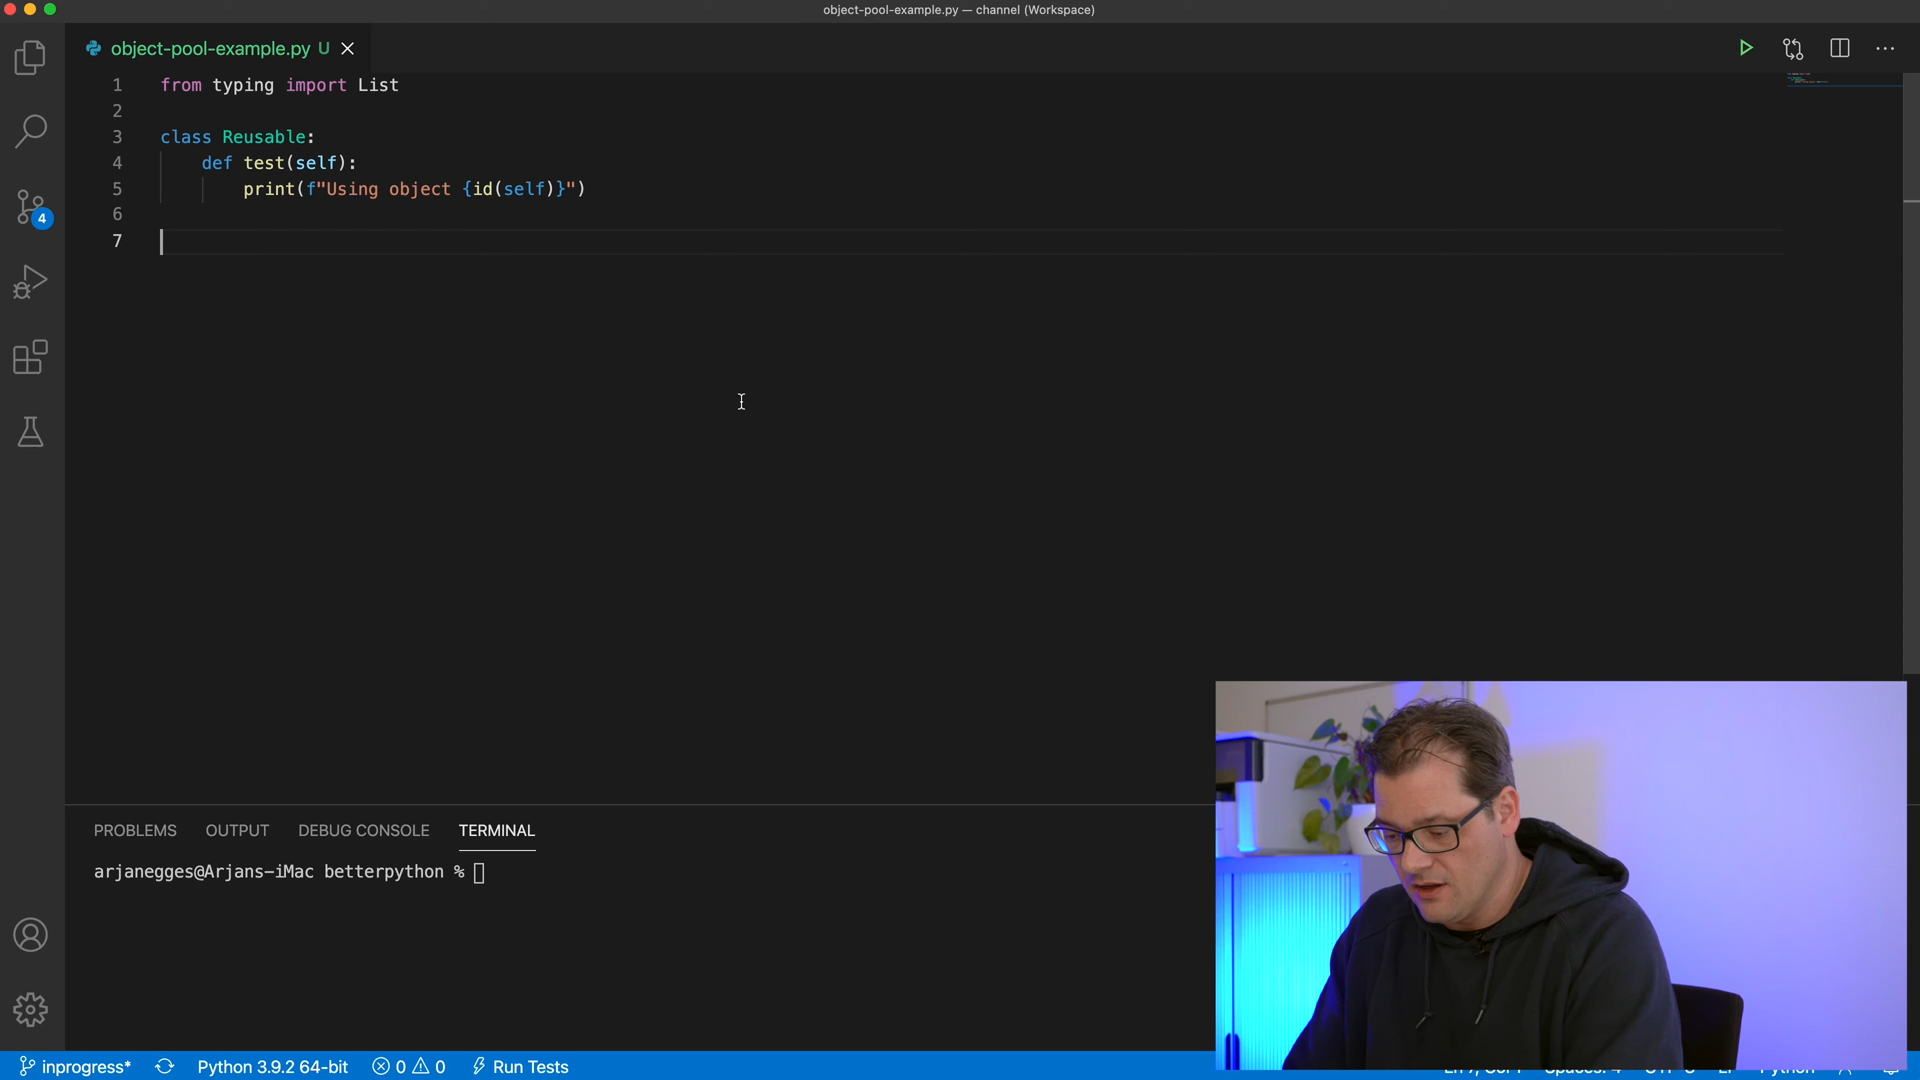 object-pool-example.py — channel (Workspace)
object-pool-example.py U
1 from typing import List
2
3 class Reusable:
4 def test(self):
5 print(f"Using object {id(self)}")
6
7
4
PROBLEMS OUTPUT DEBUG CONSOLE TERMINAL
arjanegges@Arjans-iMac betterpython %
inprogress* Python 3.9.2 64-bit 0 0 Run Tests Python